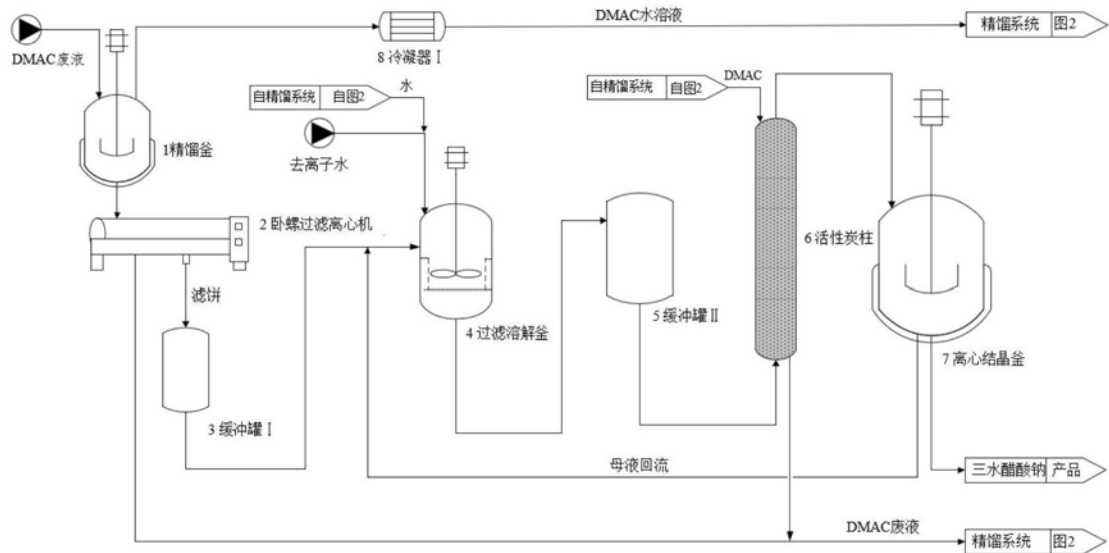 DMAC水溶液
精馏系统 图2
DMAC废液
8 冷凝器Ⅰ
自精馏系统 自图2
水
自精馏系统 自图2
DMAC
去离子水
1精馏釜
2 卧螺过滤离心机
滤饼
3 缓冲罐Ⅰ
4 过滤溶解釜
5 缓冲罐Ⅱ
6 活性炭柱
7 离心结晶釜
母液回流
三水醋酸钠 产品
DMAC废液
精馏系统 图2